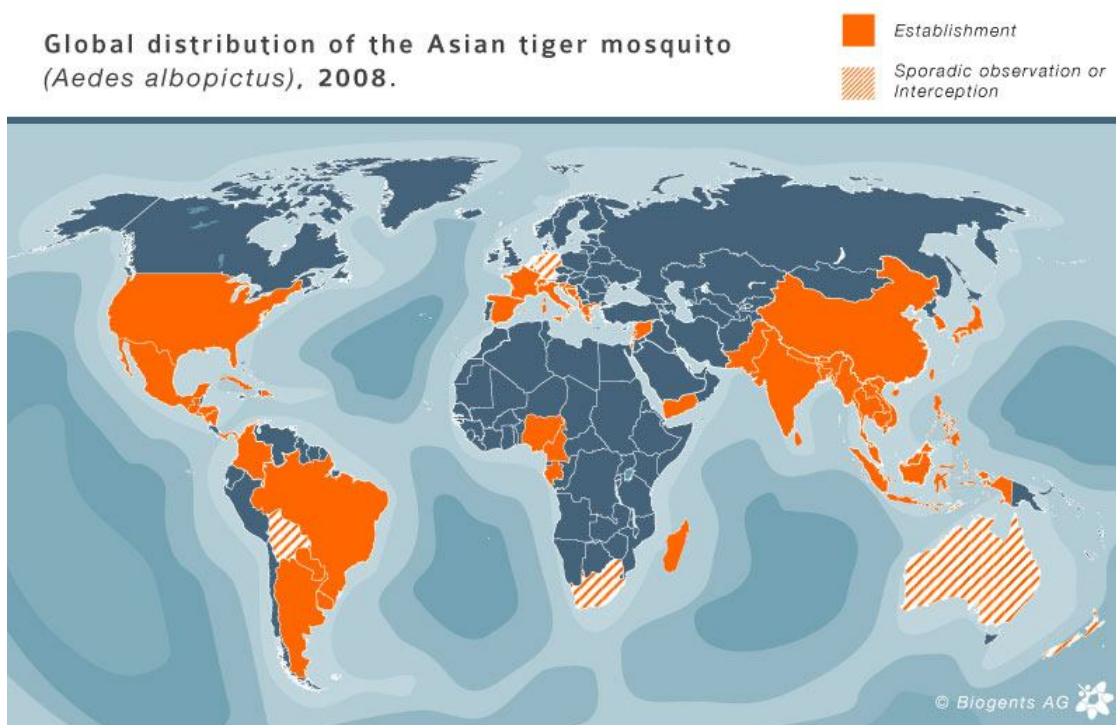 Global distribution of the Asian tiger mosquito
(Aedes albopictus), 2008.
Establishment
Sporadic observation or
Interception
© Biogents AG